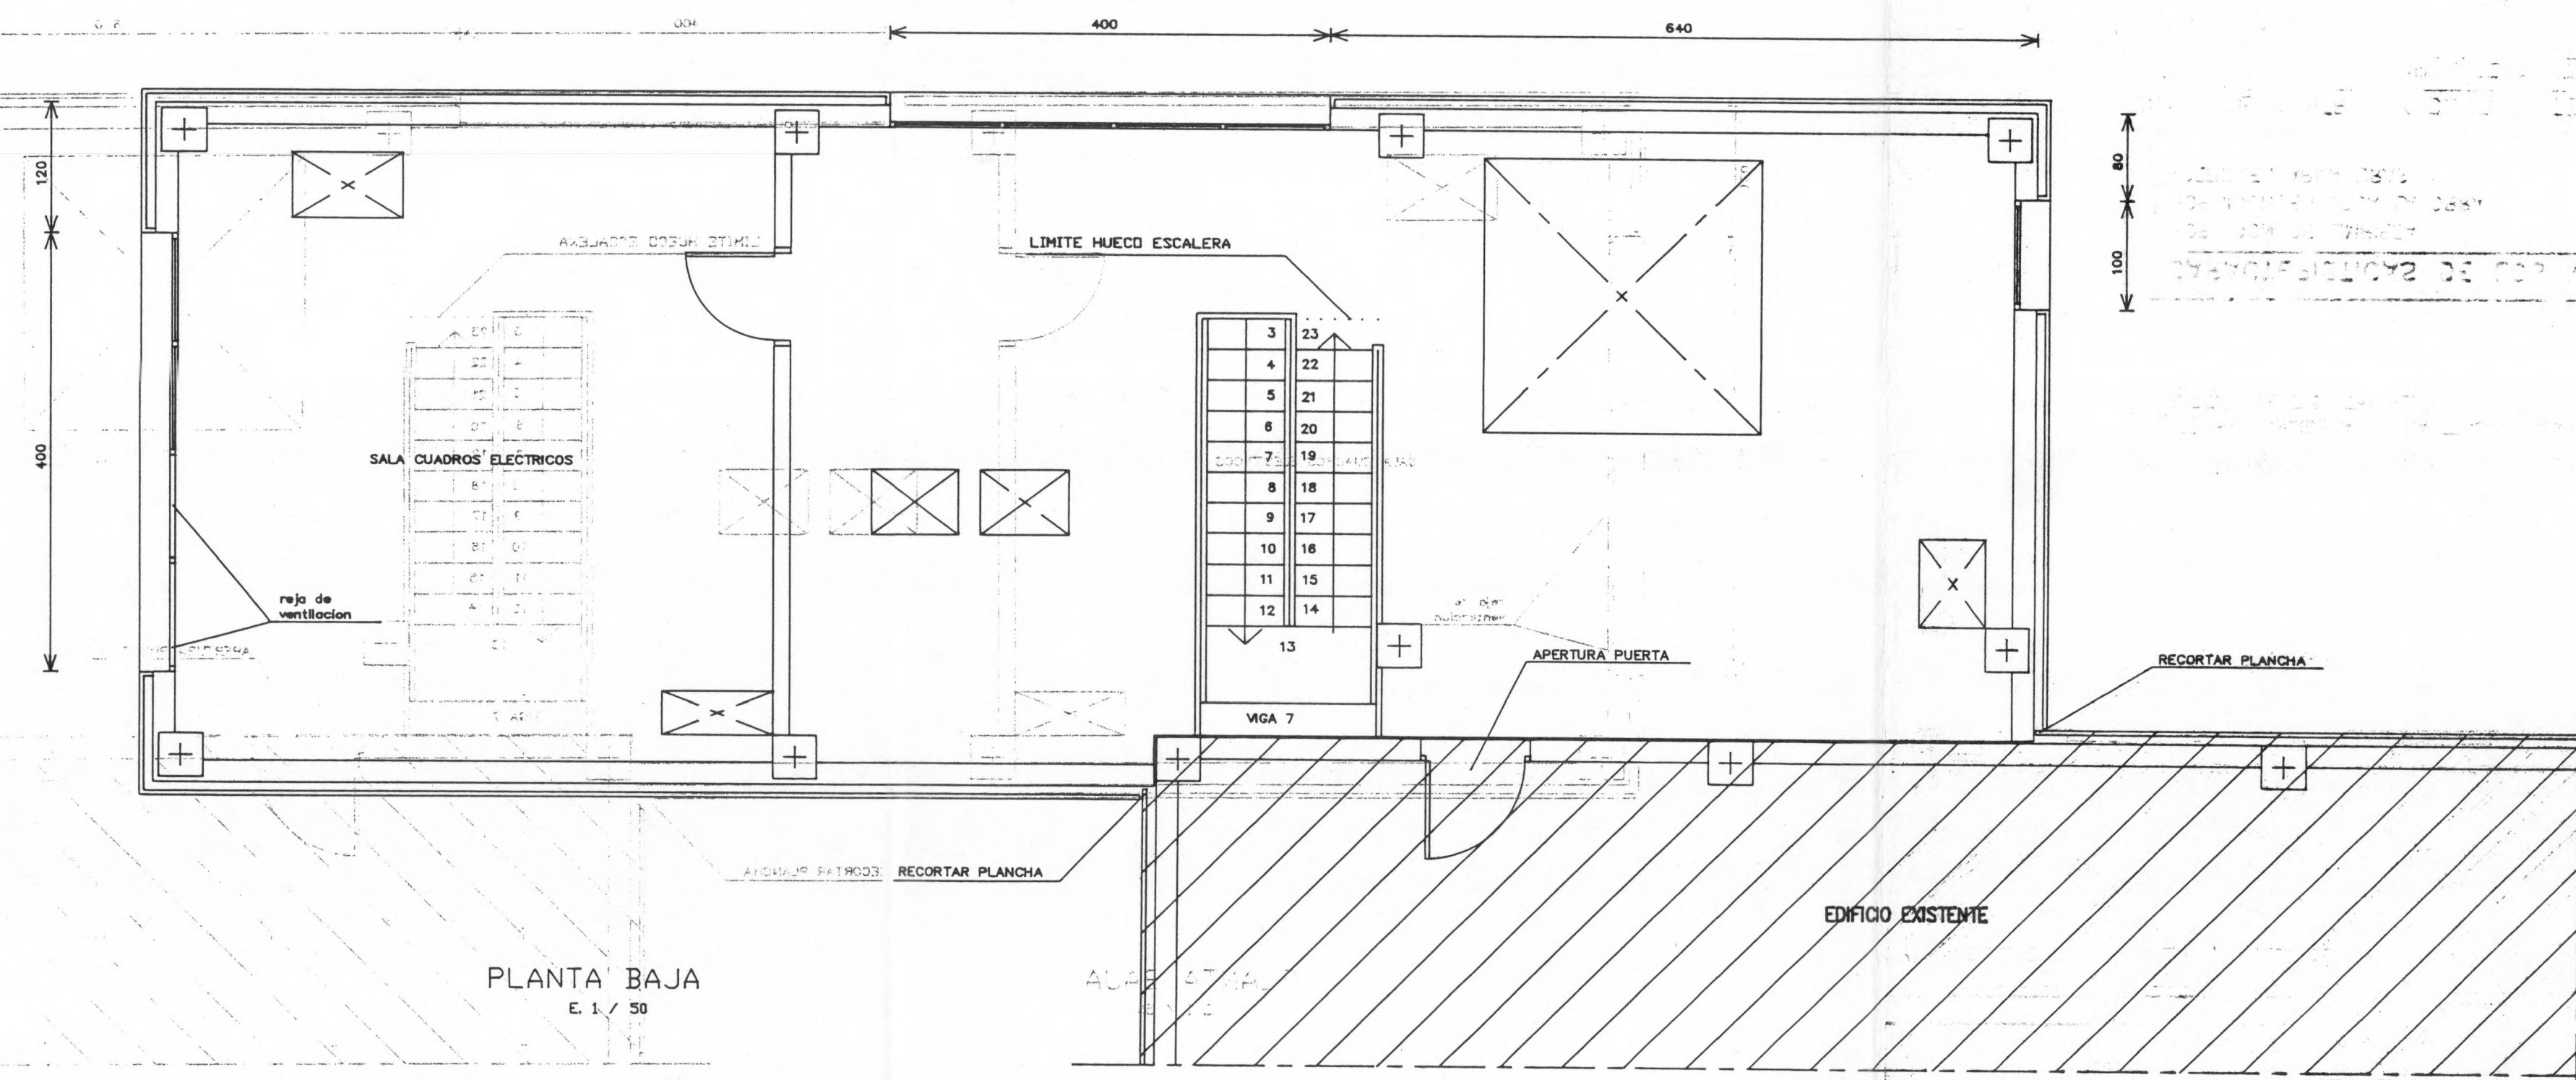 400
640
120
80
LIMITE HUECO ESCALERA
100
3 23
4 22
5 21
6 20
7 19
8 18
9 17
10 16
11 15
12 14
13
400
SALA CUADROS ELECTRICOS
reja de
ventilacion
APERTURA PUERTA
RECORTAR PLANCHA
VIGA 7
RECORTAR PLANCHA
EDIFICIO EXISTENTE
PLANTA BAJA
E. 1 / 50